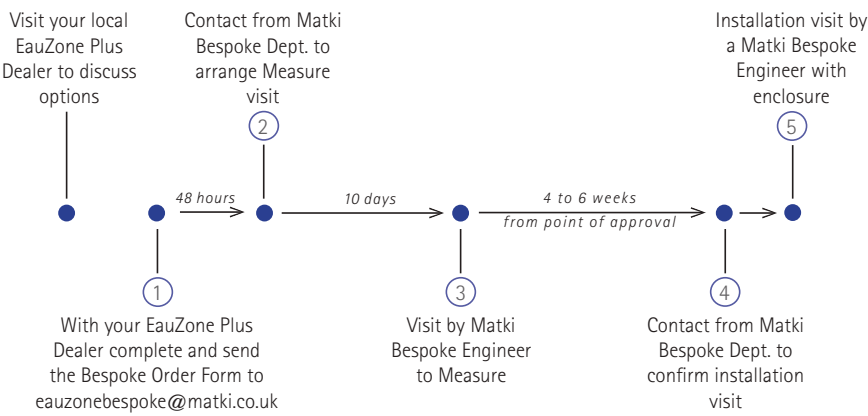 Visit your local
EauZone Plus
Dealer to discuss
options
1
With your EauZone Plus
Dealer complete and send
the Bespoke Order Form to
eauzonebespoke@matki.co.uk
48 hours
Contact from Matki
Bespoke Dept. to
arrange Measure
visit
2
10 days
3
Visit by Matki
Bespoke Engineer
to Measure
4 to 6 weeks
from point of approval
4
Contact from Matki
Bespoke Dept. to
confirm installation
visit
Installation visit by
a Matki Bespoke
Engineer with
enclosure
5